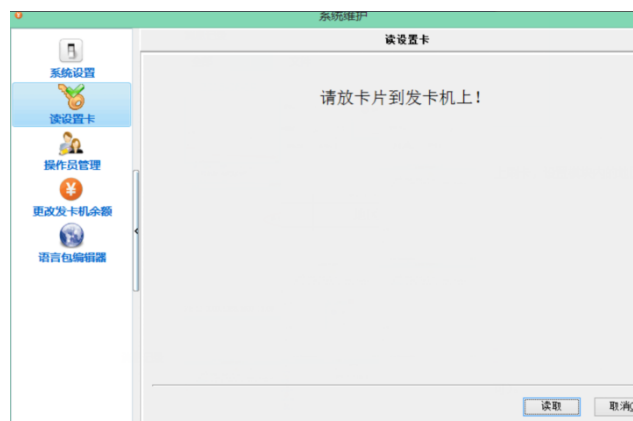 系统维护
系统设置
读设置卡
操作员管理
更改发卡机余额
语言包编辑器
读设置卡
请放卡片到发卡机上！
读取
取消